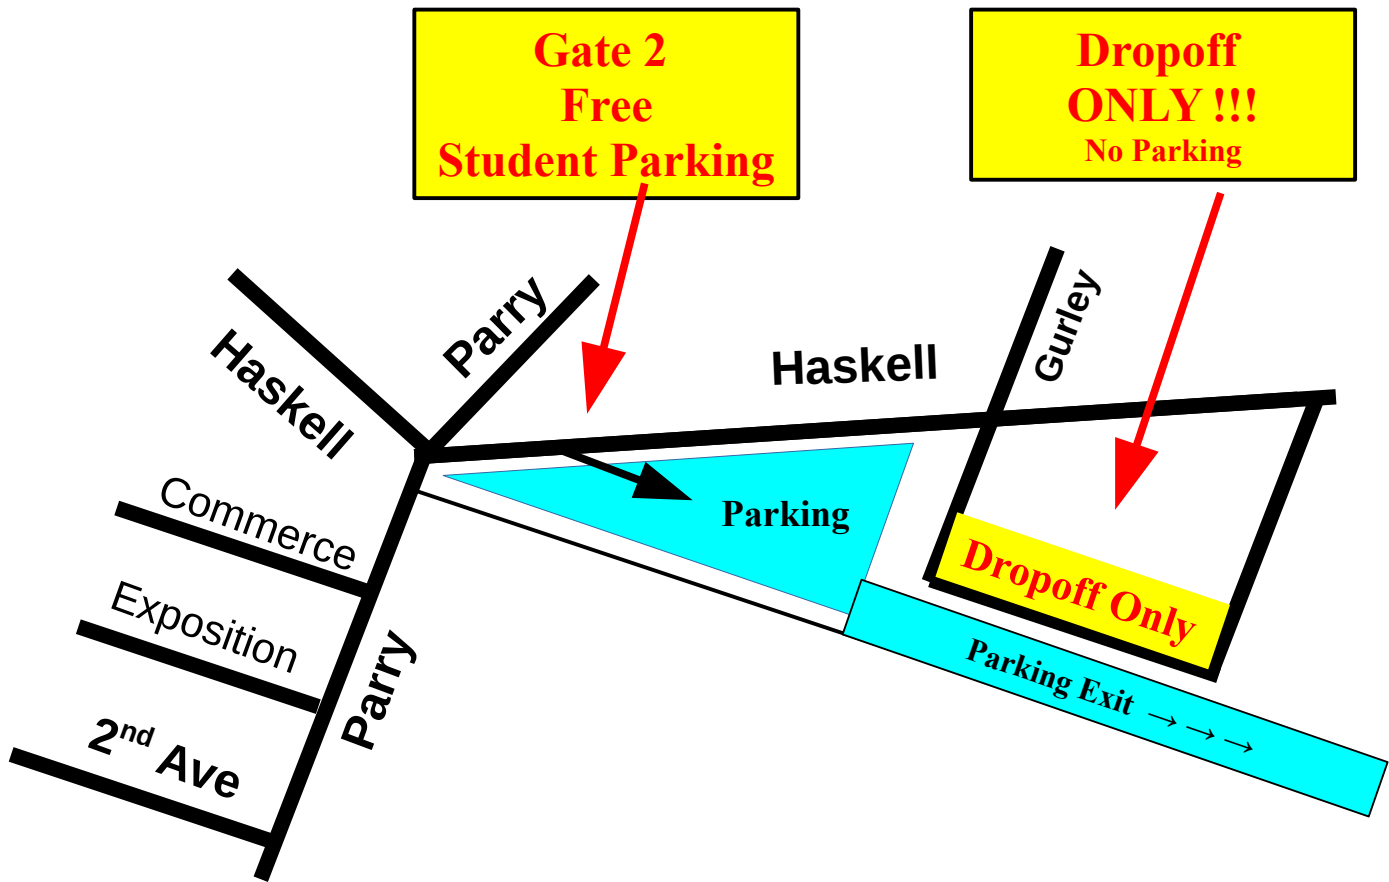 Gate 2
Free
Student Parking
Dropoff
ONLY !!!
No Parking
Haskell
Parry
Haskell
Gurley
Commerce
Parking
Exposition
Dropoff Only
Parry
Parking Exit → → →
2nd Ave